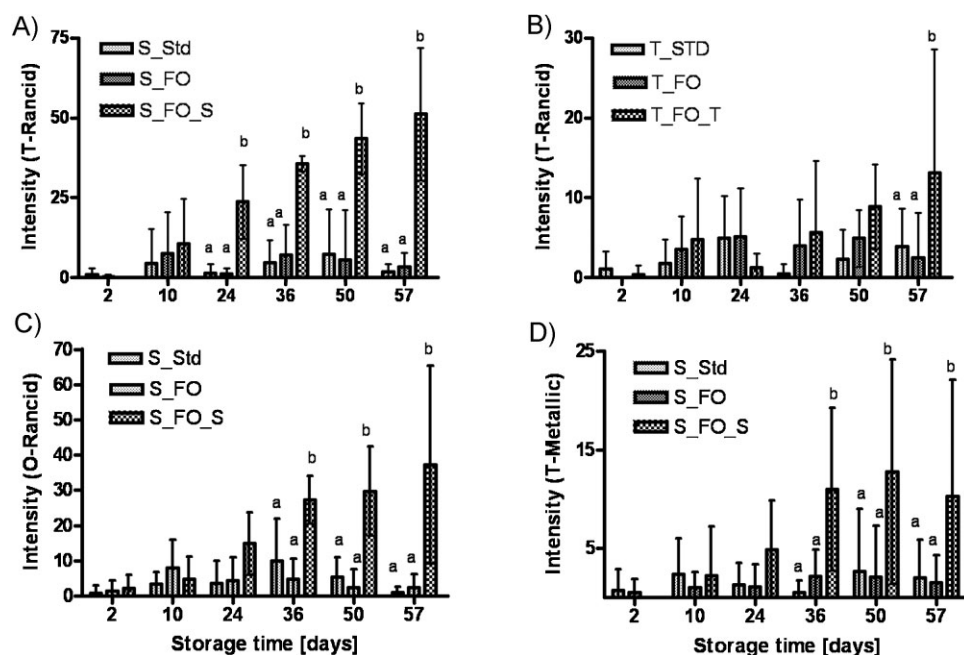 A)
Intensity (T-Rancid)
75
50
25
0
S_Std
S_FO
S_FO_S
a a b
a a b
a a b
a a b
2 10 24 36 50 57
B)
Intensity (T-Rancid)
30
20
10
0
T_STD
T_FO
T_FO_T
a a b
2 10 24 36 50 57
C)
Intensity (O-Rancid)
70
60
50
40
30
20
10
0
S_Std
S_FO
S_FO_S
a a b
a a b
a a b
2 10 24 36 50 57
Storage time [days]
D)
Intensity (T-Metallic)
25
15
5
S_Std
S_FO
S_FO_S
a a b
a a b
a a b
2 10 24 36 50 57
Storage time [days]